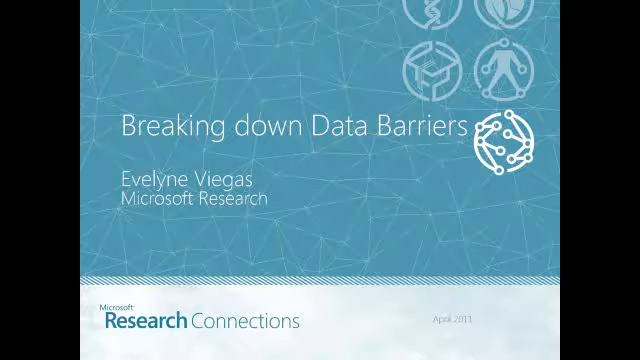 Breaking down Data Barriers
Evelyne Viegas
Microsoft Research
Microsoft
Research Connections
April 2011